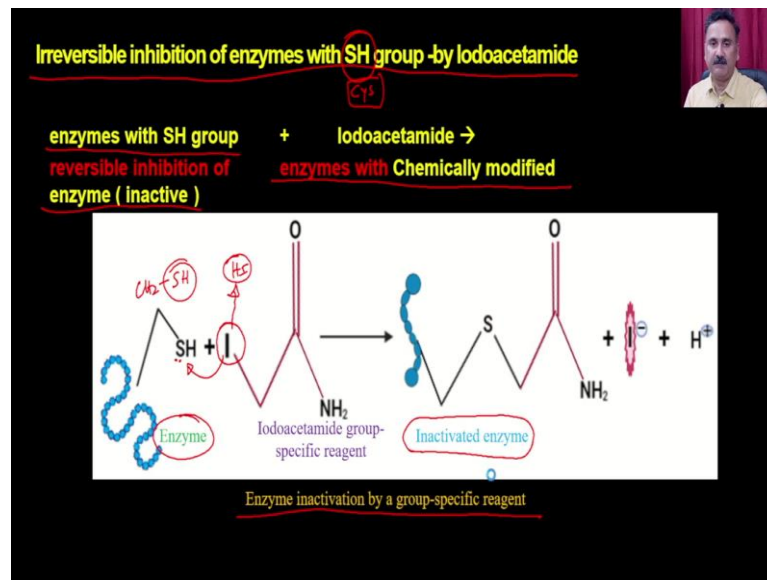 Irreversible inhibition of enzymes with SH group -by Iodoacetamide
Cys
enzymes with SH group + Iodoacetamide →
reversible inhibition of enzymes with Chemically modified
enzyme ( inactive )
CH2-SH
HS
O
O
SH + I
S
+ I⊖ + H⊕
NH2
NH2
Enzyme
Iodoacetamide group-
specific reagent
Inactivated enzyme
Enzyme inactivation by a group-specific reagent